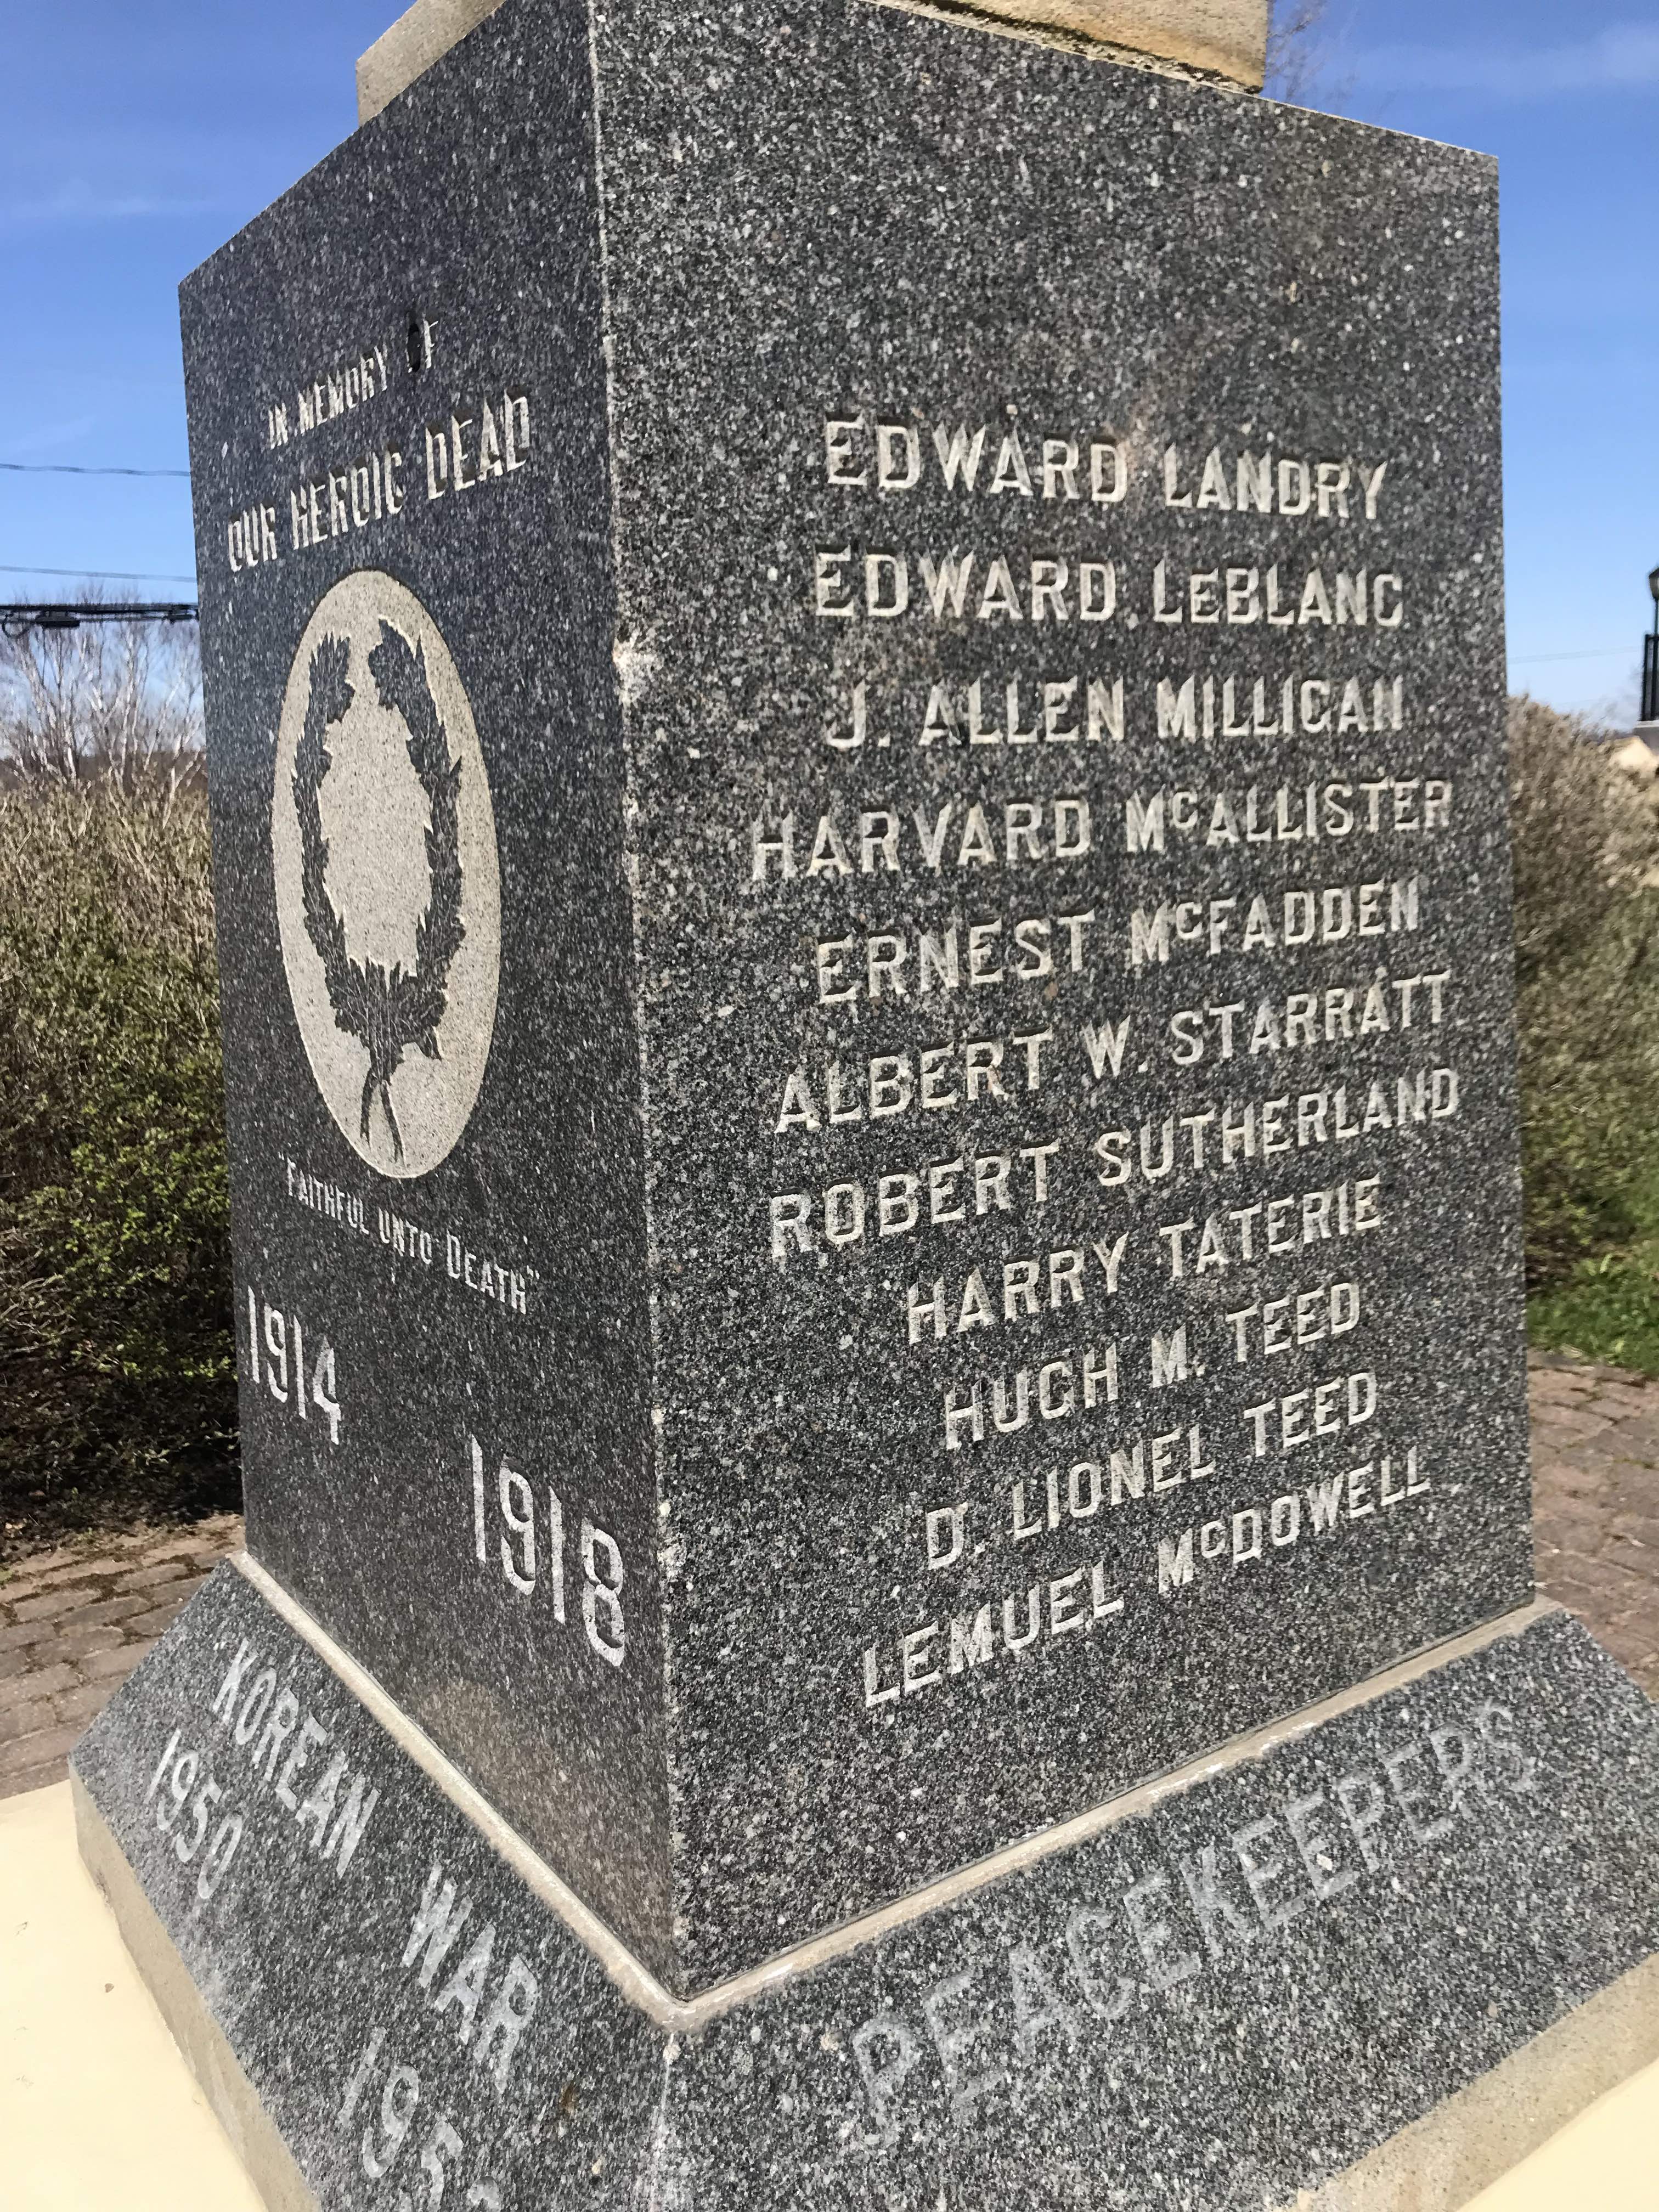 IN MEMORY OF
OUR HEROIC DEAD
"FAITHFUL UNTO DEATH"
1914
1918
KOREAN WAR
1950
EDWARD LANDRY
EDWARD LEBLANC
J. ALLEN MILLIGAN
HARVARD McALLISTER
ERNEST McFADDEN
ALBERT W. STARRATT
ROBERT SUTHERLAND
HARRY TATERIE
HUGH M. TEED
D. LIONEL TEED
LEMUEL McDOWELL
PEACEKEEPERS